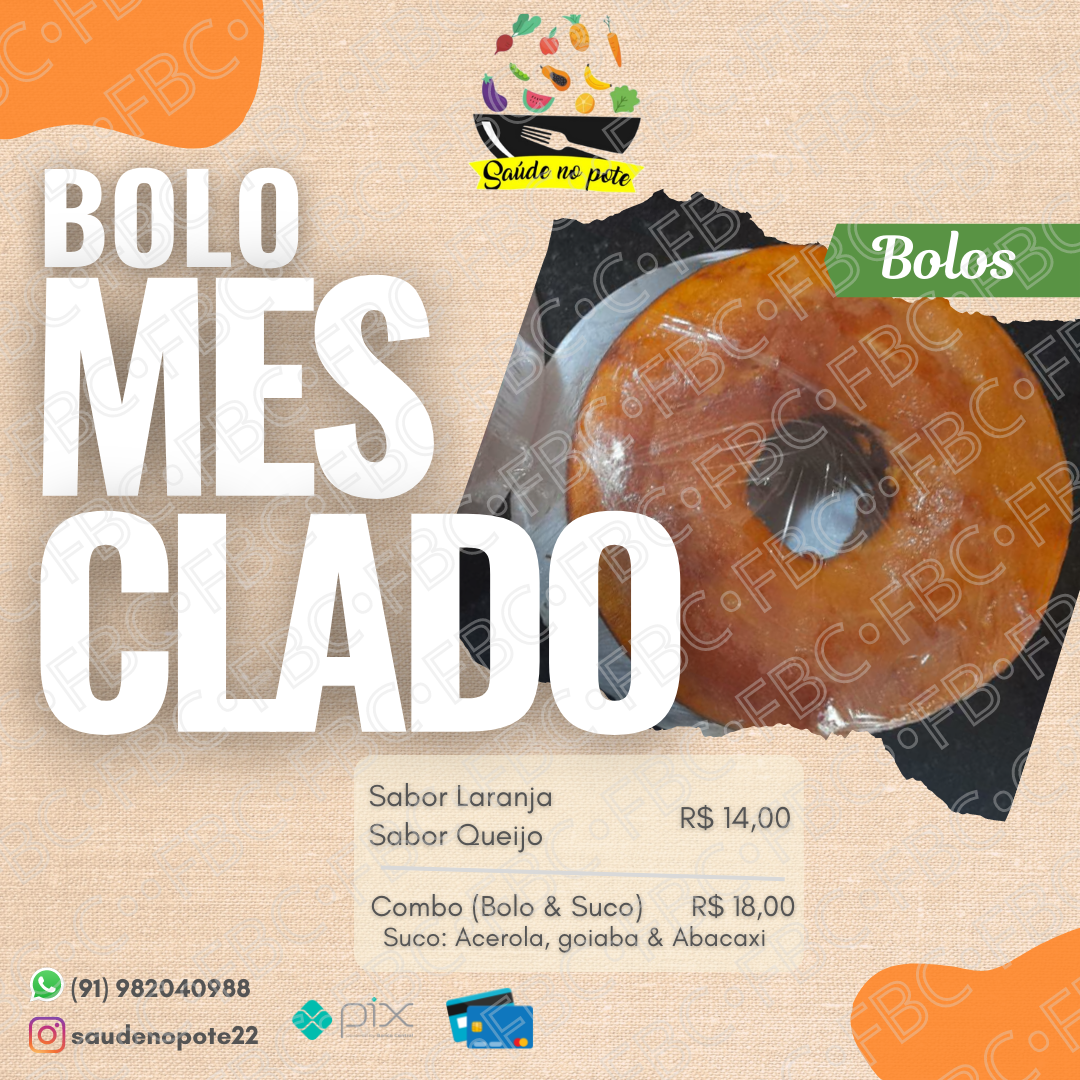 Saúde no pote
BOLO
MES
CLADO
Bolos
Sabor Laranja
Sabor Queijo
R$ 14,00
Combo (Bolo & Suco) R$ 18,00
Suco: Acerola, goiaba & Abacaxi
(91) 982040988
saudenopote22
pix
FBC